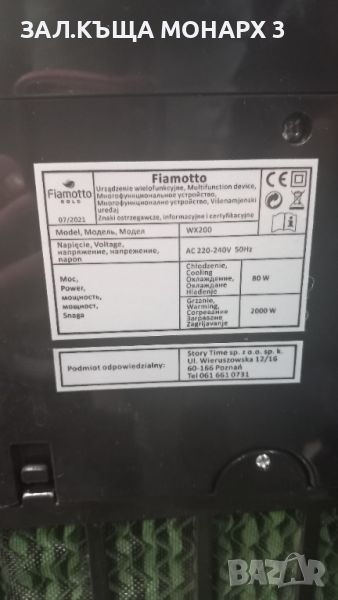 ЗАЛ.КЪЩА МОНАРХ 3
Fiamotto
Fiamotto
GOLD
07/2021
Urządzenie wielofunkcyjne, Multifunction device,
Многофункциональное устройство,
Многофункционално устройство, Višenamjenski
uređaj
Znaki ostrzegawcze, informacyjne i certyfikacyjne
CE
Model, Модель, Модел
WX200
Napięcie, Voltage,
напряжение, напрежение,
napon
AC 220-240V 50Hz
Moc,
Power,
мощность,
мощност,
Snaga
Chłodzenie,
Cooling
Охлаждение,
Охлаждане
Hlađenje
80 W
Grzanie,
Warming,
Согревание
Загряване
Zagrijavanje
2000 W
Podmiot odpowiedzialny:
Story Time sp. z o.o. sp. k.
Ul. Wieruszowska 12/16
60-166 Poznań
Tel 061 661 0731
BAZAR